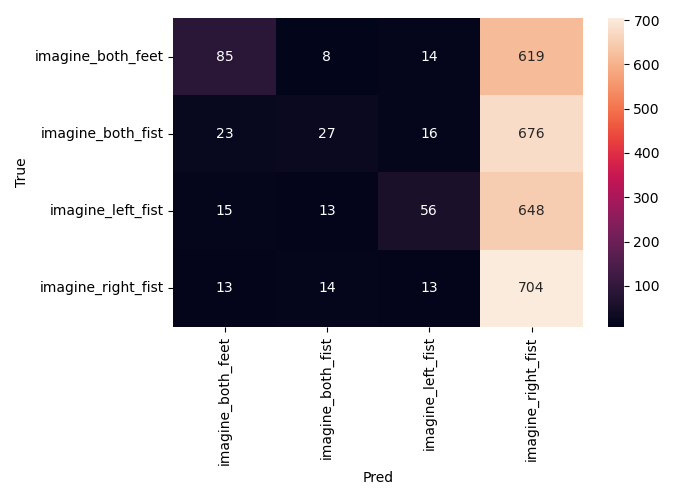 imagine_both_feet 85 8 14 619
imagine_both_fist 23 27 16 676
imagine_left_fist 15 13 56 648
imagine_right_fist 13 14 13 704
True
imagine_both_feet
imagine_both_fist
imagine_left_fist
imagine_right_fist
Pred
700
600
500
400
300
200
100